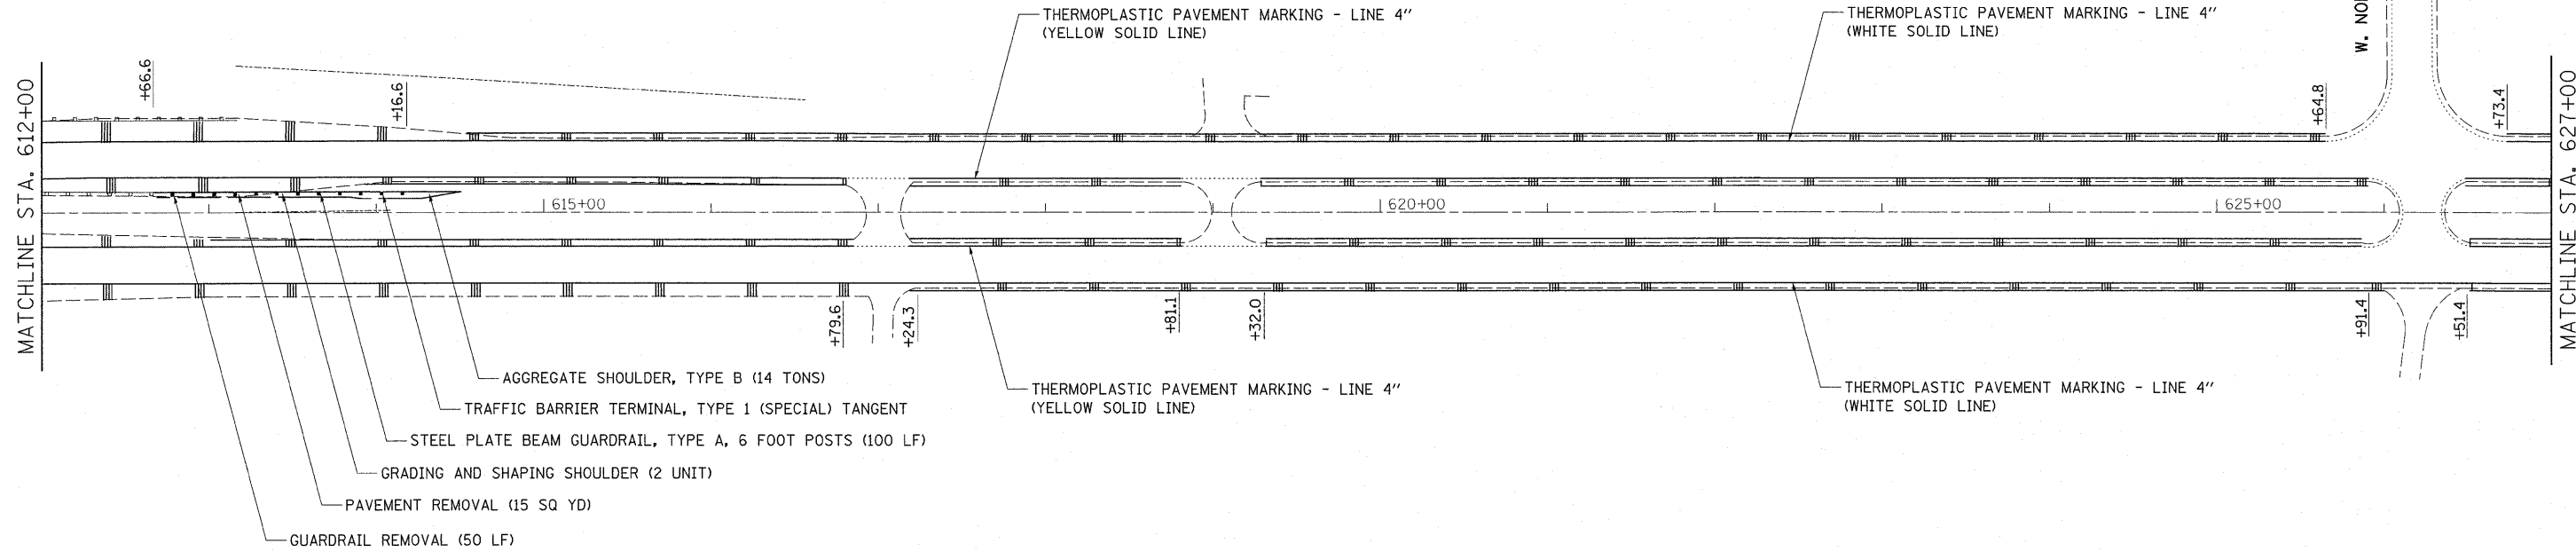 THERMOPLASTIC PAVEMENT MARKING - LINE 4"
(YELLOW SOLID LINE)
THERMOPLASTIC PAVEMENT MARKING - LINE 4"
(WHITE SOLID LINE)
MATCHLINE STA. 612+00
+66.6
+16.6
+64.8
+73.4
MATCHLINE STA. 627+00
615+00
620+00
625+00
+79.6
+24.3
+81.1
+32.0
+91.4
+51.4
AGGREGATE SHOULDER, TYPE B (14 TONS)
TRAFFIC BARRIER TERMINAL, TYPE 1 (SPECIAL) TANGENT
STEEL PLATE BEAM GUARDRAIL, TYPE A, 6 FOOT POSTS (100 LF)
GRADING AND SHAPING SHOULDER (2 UNIT)
PAVEMENT REMOVAL (15 SQ YD)
GUARDRAIL REMOVAL (50 LF)
THERMOPLASTIC PAVEMENT MARKING - LINE 4"
(YELLOW SOLID LINE)
THERMOPLASTIC PAVEMENT MARKING - LINE 4"
(WHITE SOLID LINE)
W.